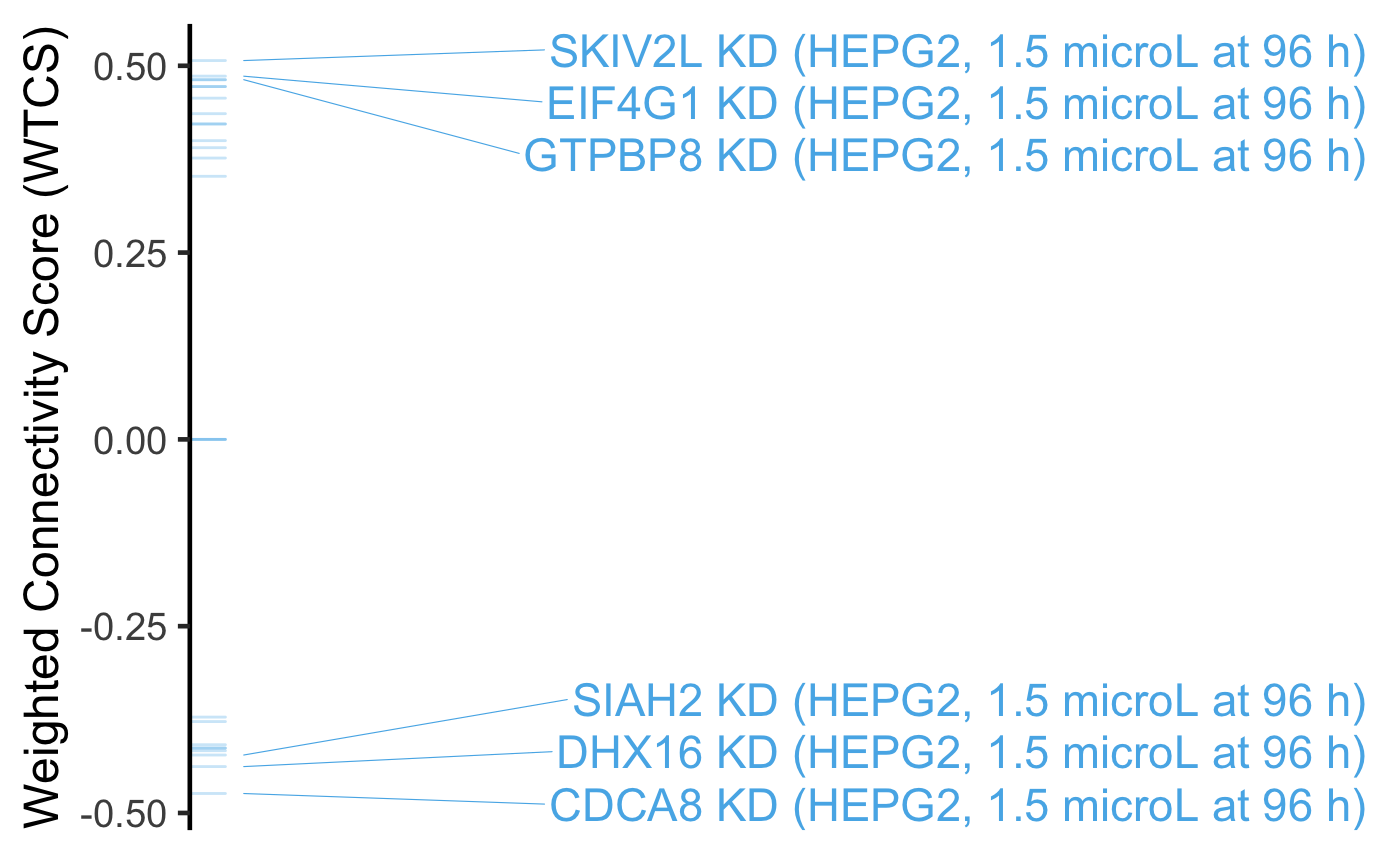 Weighted Connectivity Score (WTCS)
0.50
0.25
0.00
-0.25
-0.50
SKIV2L KD (HEPG2, 1.5 microL at 96 h)
EIF4G1 KD (HEPG2, 1.5 microL at 96 h)
GTPBP8 KD (HEPG2, 1.5 microL at 96 h)
SIAH2 KD (HEPG2, 1.5 microL at 96 h)
DHX16 KD (HEPG2, 1.5 microL at 96 h)
CDCA8 KD (HEPG2, 1.5 microL at 96 h)